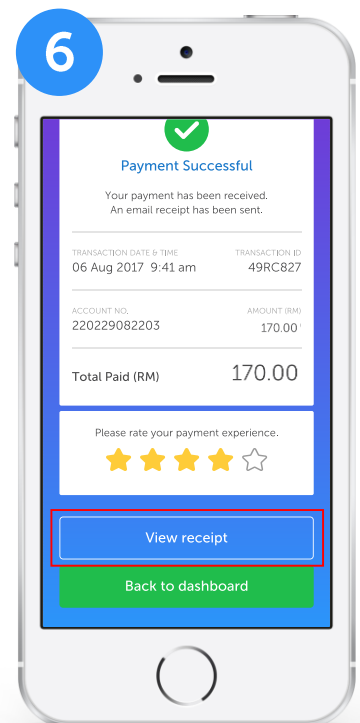 6
Payment Successful
Your payment has been received.
An email receipt has been sent.
TRANSACTION DATE & TIME TRANSACTION ID
06 Aug 2017 9:41 am 49RC827
ACCOUNT NO. AMOUNT (RM)
220229082203 170.00
Total Paid (RM) 170.00
Please rate your payment experience.
View receipt
Back to dashboard